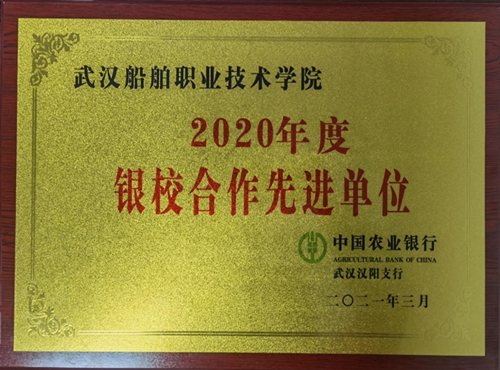 武汉船舶职业技术学院
2020年度
银校合作先进单位
中国农业银行
AGRICULTURAL BANK OF CHINA
武汉汉阳支行
二〇二一年三月